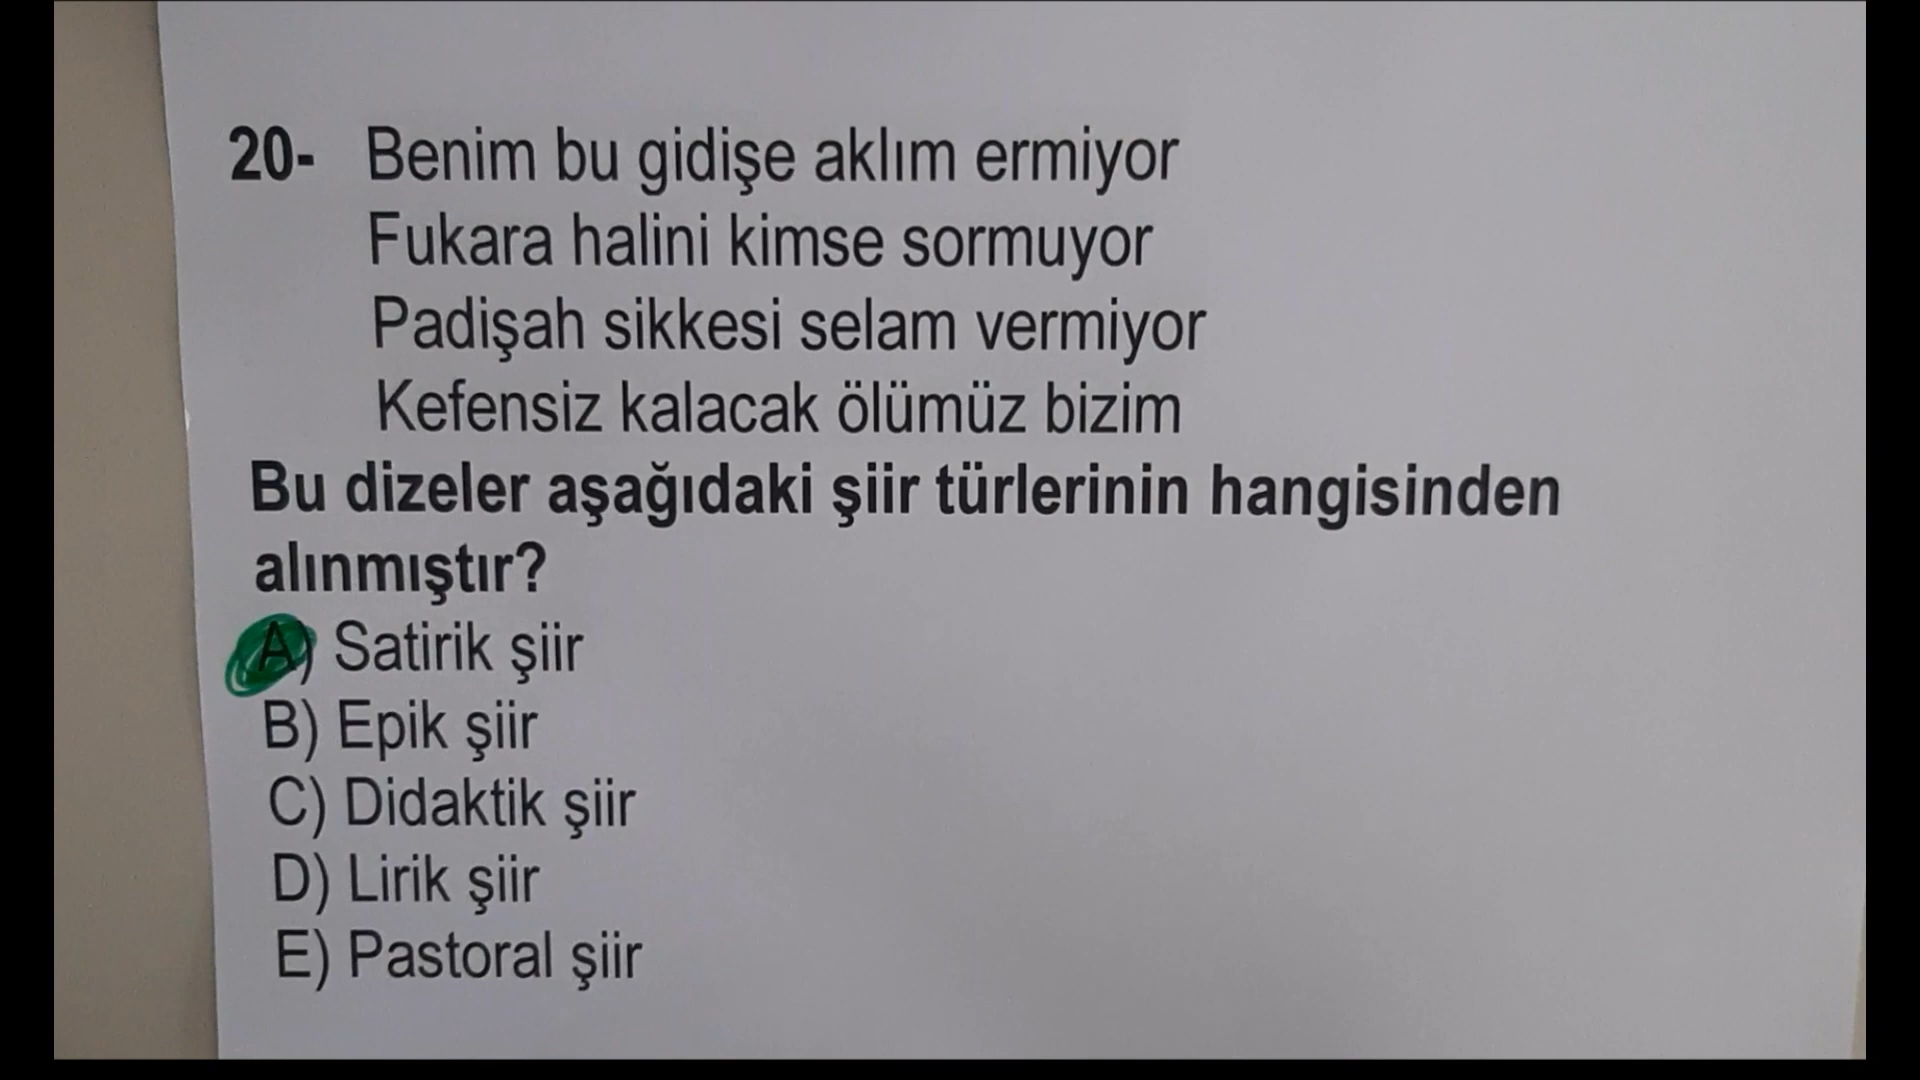 20- Benim bu gidişe aklım ermiyor
Fukara halini kimse sormuyor
Padişah sikkesi selam vermiyor
Kefensiz kalacak ölümüz bizim
Bu dizeler aşağıdaki şiir türlerinin hangisinden
alınmıştır?
A) Satirik şiir
B) Epik şiir
C) Didaktik şiir
D) Lirik şiir
E) Pastoral şiir